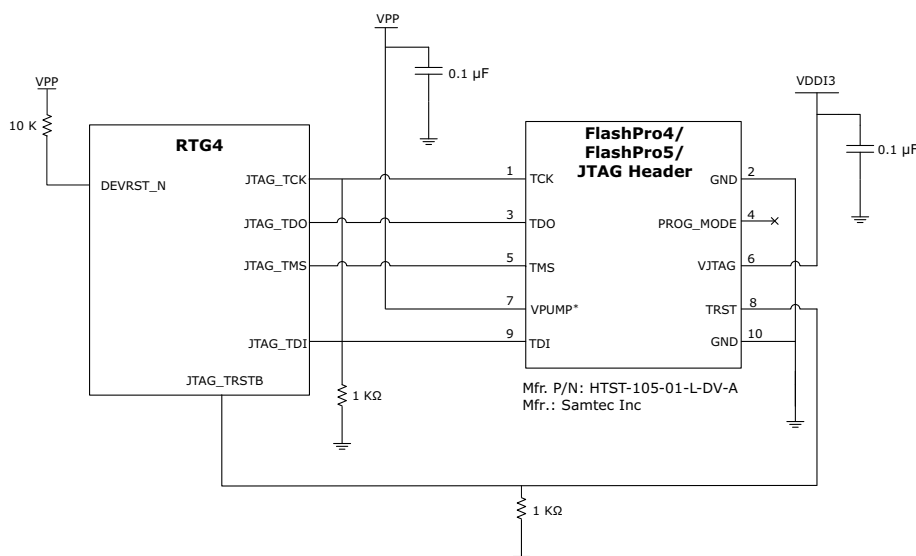 VPP
0.1 µF
VPP
10 K
VDDI3
0.1 µF
RTG4
DEVRST_N
JTAG_TCK
JTAG_TDO
JTAG_TMS
JTAG_TDI
JTAG_TRSTB
1 KΩ
FlashPro4/
FlashPro5/
JTAG Header
1 TCK
3 TDO
5 TMS
7 VPUMP*
9 TDI
GND 2
PROG_MODE 4
VJTAG 6
TRST 8
GND 10
Mfr. P/N: HTST-105-01-L-DV-A
Mfr.: Samtec Inc
1 KΩ